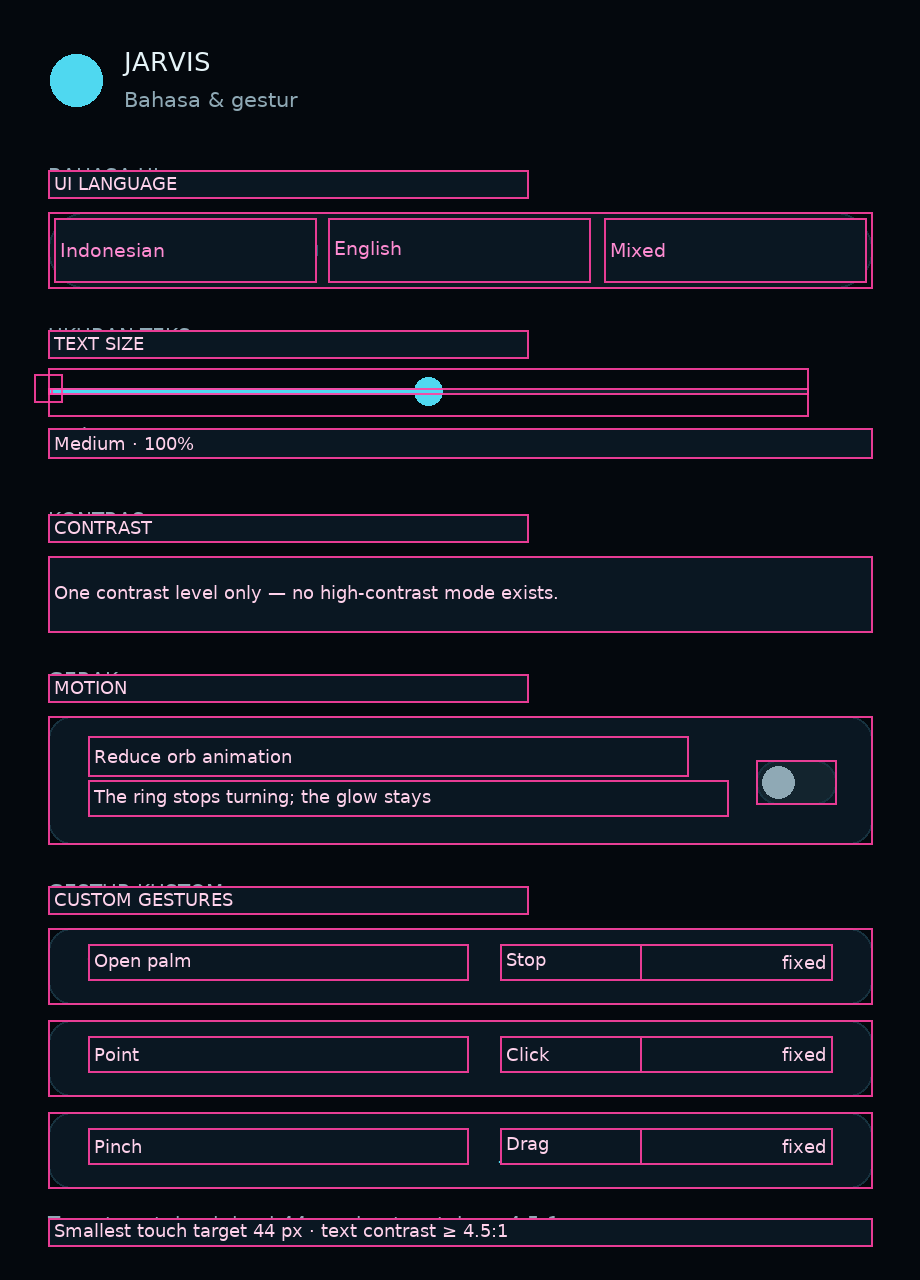 JARVIS
Bahasa & gestur
UI LANGUAGE
Indonesian English Mixed
TEXT SIZE
Medium · 100%
CONTRAST
One contrast level only — no high-contrast mode exists.
MOTION
Reduce orb animation
The ring stops turning; the glow stays
CUSTOM GESTURES
Open palm Stop fixed
Point Click fixed
Pinch Drag fixed
Smallest touch target 44 px · text contrast ≥ 4.5:1